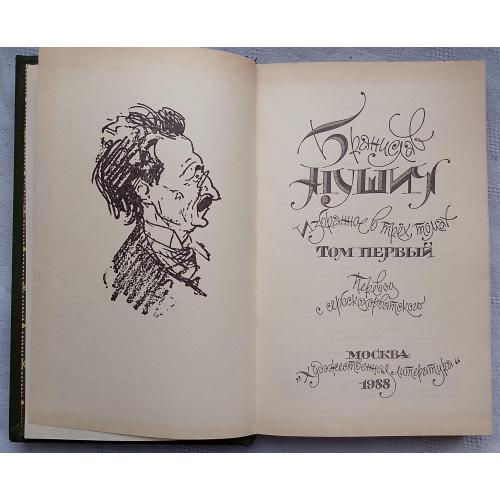 Бранислав
НУШИЧ
Избранное в трёх томах
ТОМ ПЕРВЫЙ
Перевод
с сербскохорватского
МОСКВА
"Художественная литература"
1988